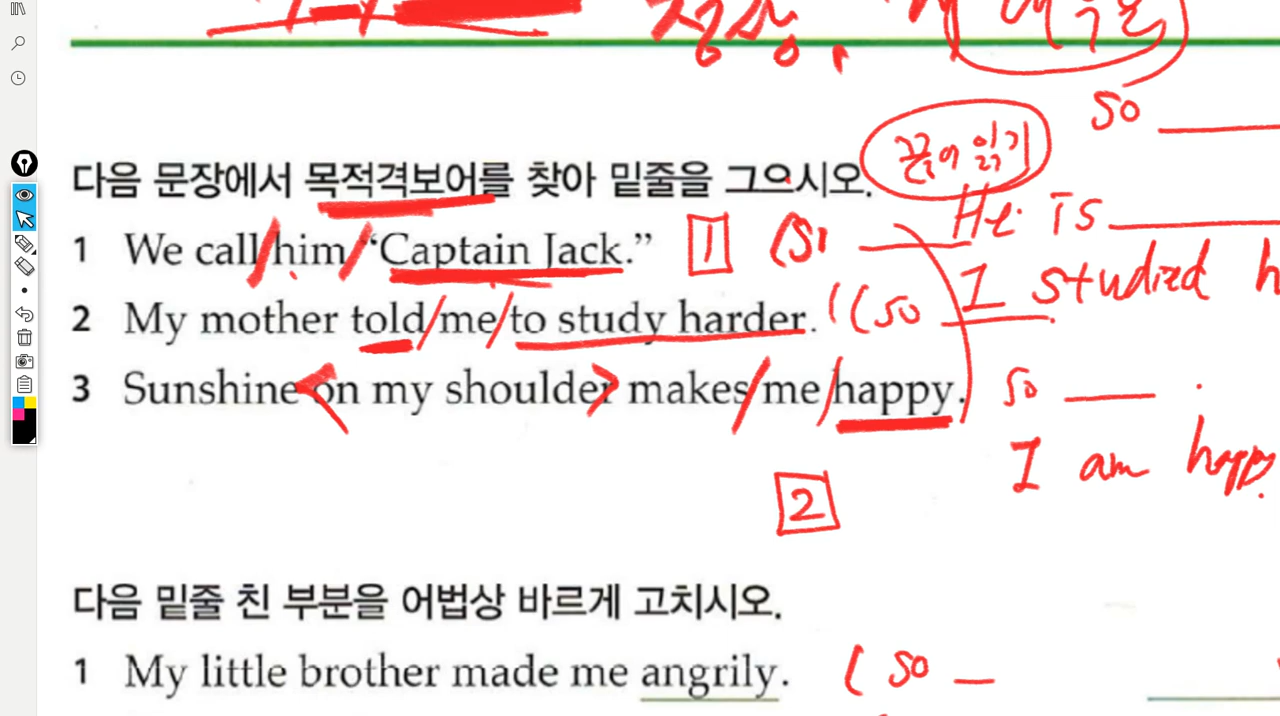 so
끊어 읽기
다음 문장에서 목적격보어를 찾아 밑줄을 그으시오.
He is
1 We call him "Captain Jack." 1 (so
I studied h
2 My mother told me to study harder. (so
3 Sunshine on my shoulder makes me happy. so
I am happy.
2
다음 밑줄 친 부분을 어법상 바르게 고치시오.
1 My little brother made me angrily. (so